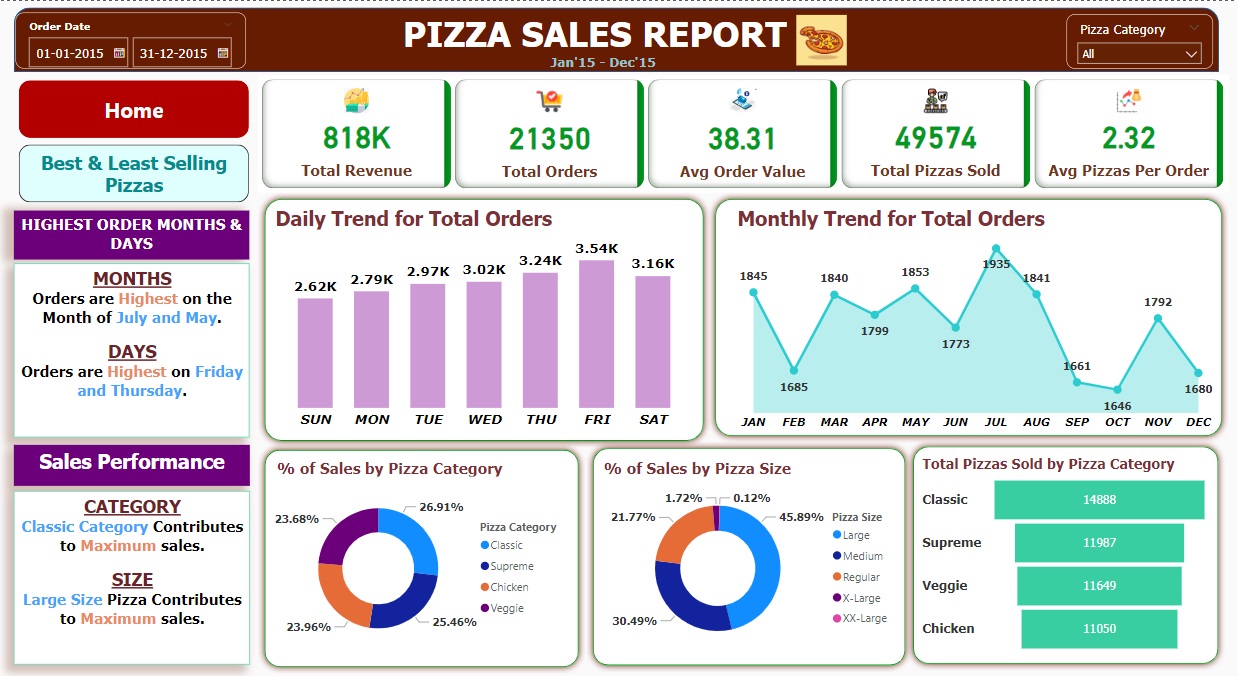 Order Date
01-01-2015
31-12-2015
PIZZA SALES REPORT
Jan'15 - Dec'15
Pizza Category
All
Home
Best & Least Selling
Pizzas
818K
Total Revenue
21350
Total Orders
38.31
Avg Order Value
49574
Total Pizzas Sold
2.32
Avg Pizzas Per Order
HIGHEST ORDER MONTHS &
DAYS
MONTHS
Orders are Highest on the
Month of July and May.
DAYS
Orders are Highest on Friday
and Thursday.
Daily Trend for Total Orders
2.62K
2.79K
2.97K
3.02K
3.24K
3.54K
3.16K
SUN
MON
TUE
WED
THU
FRI
SAT
Monthly Trend for Total Orders
1845
1685
1840
1799
1853
1773
1935
1841
1661
1646
1792
1680
JAN
FEB
MAR
APR
MAY
JUN
JUL
AUG
SEP
OCT
NOV
DEC
Sales Performance
CATEGORY
Classic Category Contributes
to Maximum sales.
SIZE
Large Size Pizza Contributes
to Maximum sales.
% of Sales by Pizza Category
26.91%
25.46%
23.96%
23.68%
Pizza Category
Classic
Supreme
Chicken
Veggie
% of Sales by Pizza Size
1.72%
0.12%
21.77%
45.89%
30.49%
Pizza Size
Large
Medium
Regular
X-Large
XX-Large
Total Pizzas Sold by Pizza Category
Classic
14888
Supreme
11987
Veggie
11649
Chicken
11050